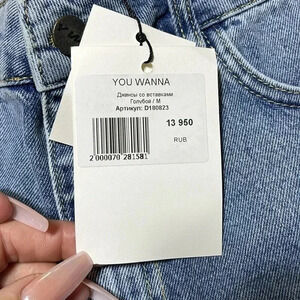 YOU WANNA
Джинсы со вставками
Голубой / M
Артикул: D180823
13 950
RUB
2 000070 281581